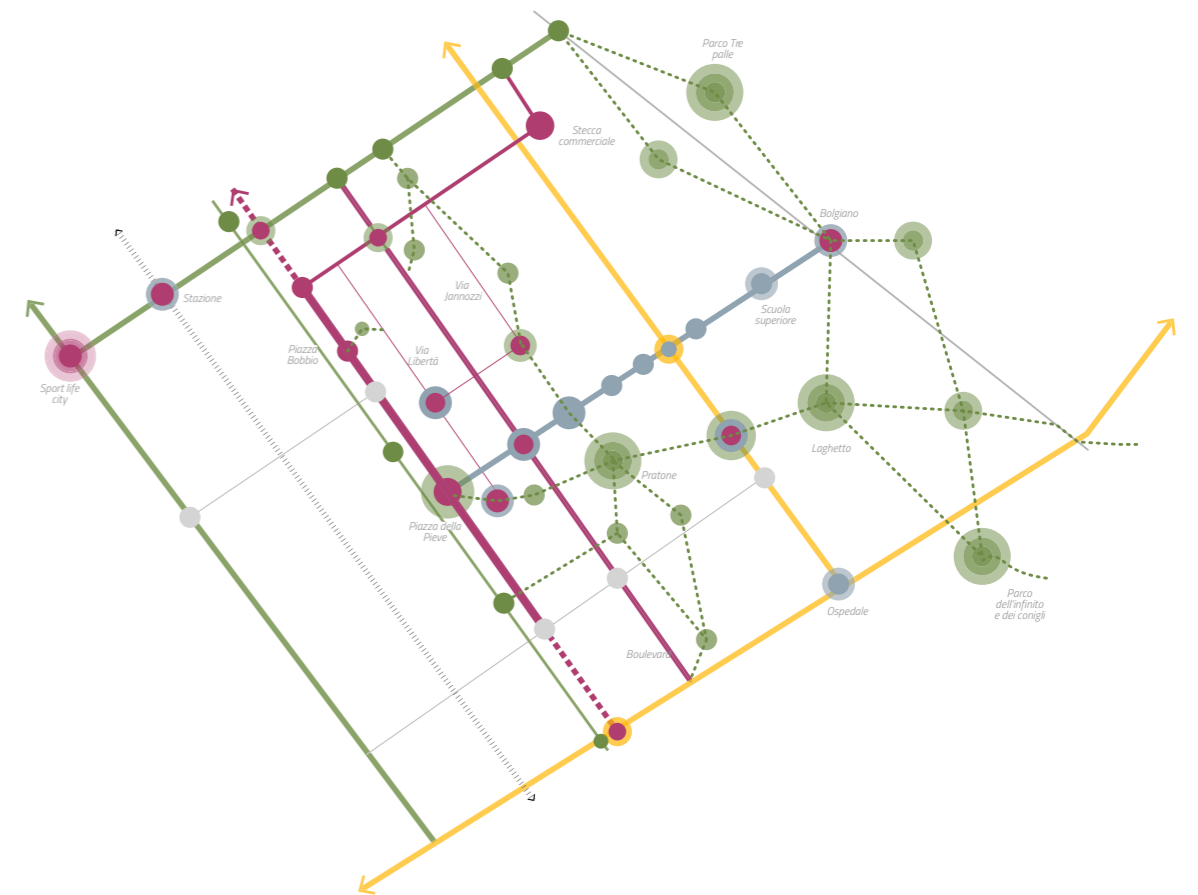 Parco Tre
palle
Stecca
commerciale
Bolgiano
Stazione
Via
Jannozzi
Scuola
superiore
Piazza
Bobbio
Via
Libertà
Sport life
city
Laghetto
Pratone
Piazza della
Pieve
Parco
dell'infinito
e dei conigli
Ospedale
Boulevard